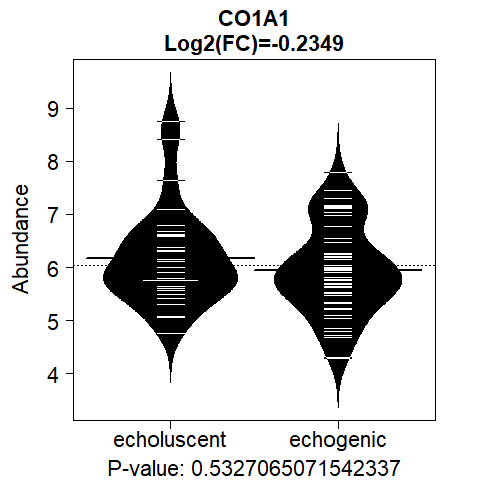 CO1A1
Log2(FC)=-0.2349
Abundance
9
8
7
6
5
4
echoluscent echogenic
P-value: 0.5327065071542337